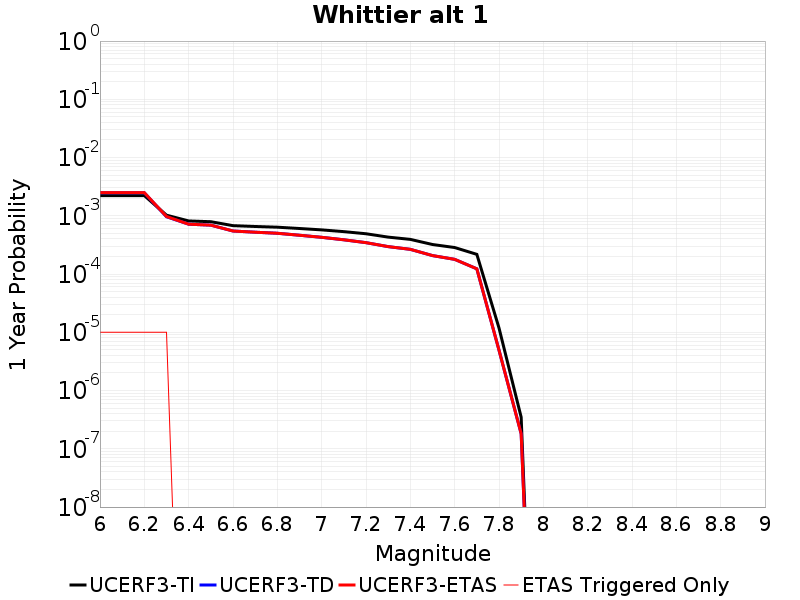 Whittier alt 1
1 Year Probability
10^0
10^-1
10^-2
10^-3
10^-4
10^-5
10^-6
10^-7
10^-8
6 6.2 6.4 6.6 6.8 7 7.2 7.4 7.6 7.8 8 8.2 8.4 8.6 8.8 9
Magnitude
UCERF3-TI UCERF3-TD UCERF3-ETAS ETAS Triggered Only